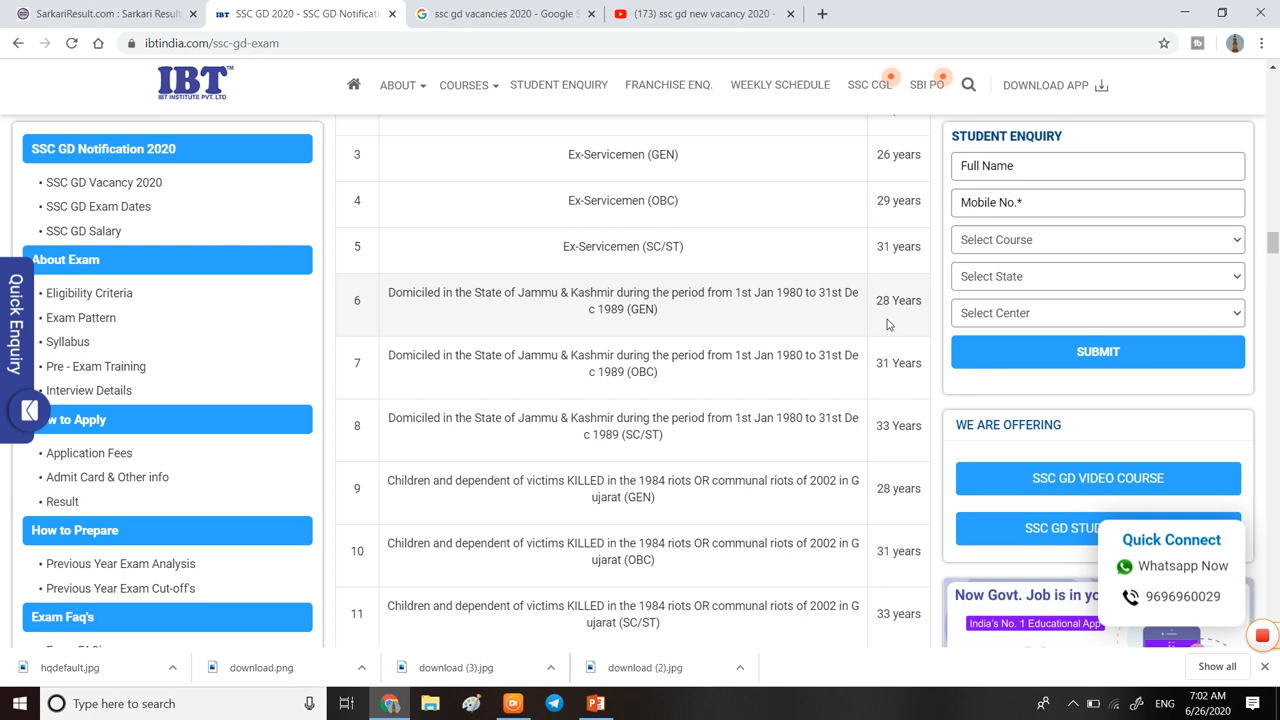 SarkariResult.com : Sarkari Result
IBT SSC GD 2020 - SSC GD Notificat
ssc gd vacancies 2020 - Google S
(173) ssc gd new vacancy 2020 -
ibtindia.com/ssc-gd-exam
IBT TM
IBT INSTITUTE PVT. LTD
ABOUT
COURSES
STUDENT ENQUIRY
FRANCHISE ENQ.
WEEKLY SCHEDULE
SSC CGL
SBI PO
DOWNLOAD APP
SSC GD Notification 2020
• SSC GD Vacancy 2020
• SSC GD Exam Dates
• SSC GD Salary
About Exam
• Eligibility Criteria
• Exam Pattern
• Syllabus
• Pre - Exam Training
• Interview Details
w to Apply
• Application Fees
• Admit Card & Other info
• Result
How to Prepare
• Previous Year Exam Analysis
• Previous Year Exam Cut-off's
Exam Faq's
Quick Enquiry
3 Ex-Servicemen (GEN) 26 years
4 Ex-Servicemen (OBC) 29 years
5 Ex-Servicemen (SC/ST) 31 years
6 Domiciled in the State of Jammu & Kashmir during the period from 1st Jan 1980 to 31st De 28 Years
c 1989 (GEN)
7 Domiciled in the State of Jammu & Kashmir during the period from 1st Jan 1980 to 31st De 31 Years
c 1989 (OBC)
8 Domiciled in the State of Jammu & Kashmir during the period from 1st Jan 1980 to 31st De 33 Years
c 1989 (SC/ST)
9 Children and dependent of victims KILLED in the 1984 riots OR communal riots of 2002 in G 28 years
ujarat (GEN)
10 Children and dependent of victims KILLED in the 1984 riots OR communal riots of 2002 in G 31 years
ujarat (OBC)
11 Children and dependent of victims KILLED in the 1984 riots OR communal riots of 2002 in G 33 years
ujarat (SC/ST)
STUDENT ENQUIRY
Full Name
Mobile No.*
Select Course
Select State
Select Center
SUBMIT
WE ARE OFFERING
SSC GD VIDEO COURSE
SSC GD STUD
Quick Connect
Whatsapp Now
9696960029
Now Govt. Job is in yo
India's No. 1 Educational App
hqdefault.jpg
download.png
download (3).jpg
download (2).jpg
Show all
Type here to search
ENG
7:02 AM
6/26/2020